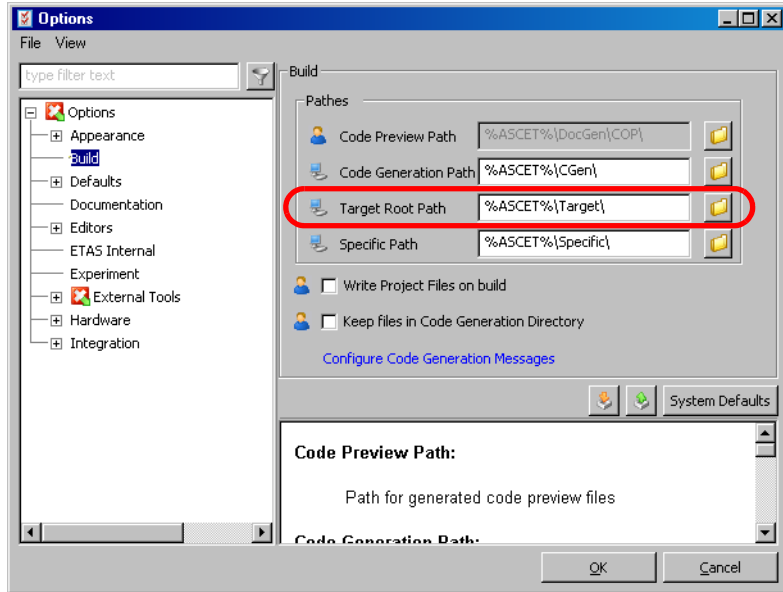 Options
File View
type filter text
Options
Appearance
Build
Defaults
Documentation
Editors
ETAS Internal
Experiment
External Tools
Hardware
Integration
Build
Pathes
Code Preview Path %ASCET%\DocGen\COP\
Code Generation Path %ASCET%\CGen\
Target Root Path %ASCET%\Target\
Specific Path %ASCET%\Specific\
Write Project Files on build
Keep files in Code Generation Directory
Configure Code Generation Messages
System Defaults
Code Preview Path:
Path for generated code preview files
Code Generation Path:
OK Cancel